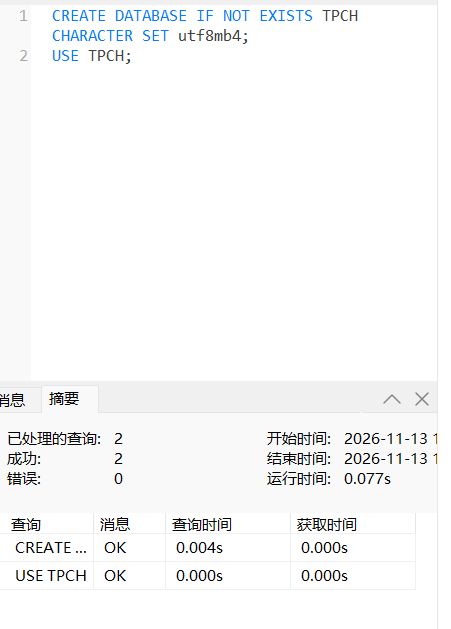 1 CREATE DATABASE IF NOT EXISTS TPCH
CHARACTER SET utf8mb4;
2 USE TPCH;
消息 摘要
已处理的查询: 2 开始时间: 2026-11-13 1
成功: 2 结束时间: 2026-11-13 1
错误: 0 运行时间: 0.077s
查询 消息 查询时间 获取时间
CREATE ... OK 0.004s 0.000s
USE TPCH OK 0.000s 0.000s